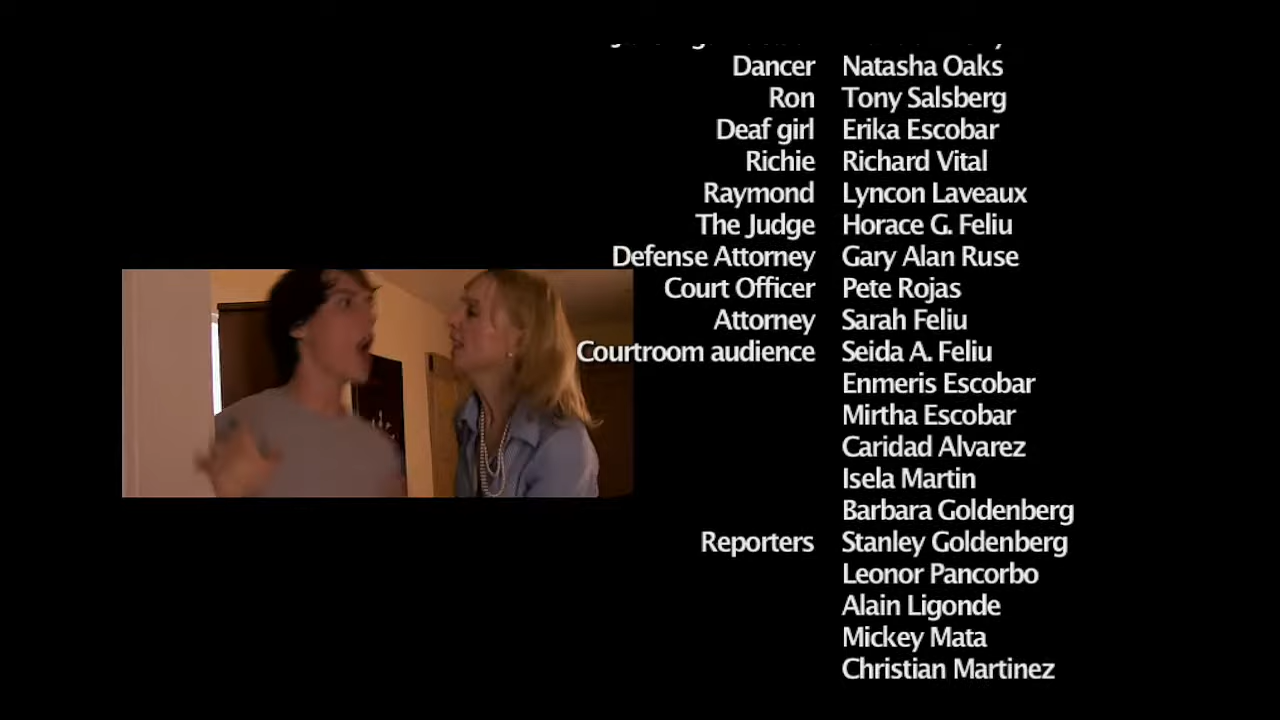 Dancer Natasha Oaks
Ron Tony Salsberg
Deaf girl Erika Escobar
Richie Richard Vital
Raymond Lyncon Laveaux
The Judge Horace G. Feliu
Defense Attorney Gary Alan Ruse
Court Officer Pete Rojas
Attorney Sarah Feliu
Courtroom audience Seida A. Feliu
Enmeris Escobar
Mirtha Escobar
Caridad Alvarez
Isela Martin
Barbara Goldenberg
Reporters Stanley Goldenberg
Leonor Pancorbo
Alain Ligonde
Mickey Mata
Christian Martinez